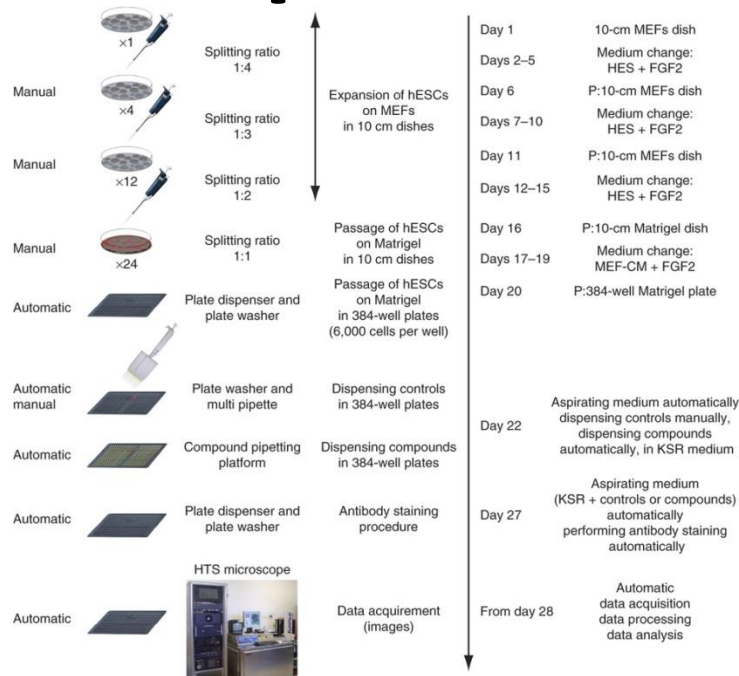 ×1
Splitting ratio
1:4
Manual
×4
Splitting ratio
1:3
Manual
×12
Splitting ratio
1:2
Expansion of hESCs
on MEFs
in 10 cm dishes
Manual
×24
Splitting ratio
1:1
Passage of hESCs
on Matrigel
in 10 cm dishes
Automatic
Plate dispenser and
plate washer
Passage of hESCs
on Matrigel
in 384-well plates
(6,000 cells per well)
Automatic
manual
Plate washer and
multi pipette
Dispensing controls
in 384-well plates
Automatic
Compound pipetting
platform
Dispensing compounds
in 384-well plates
Automatic
Plate dispenser and
plate washer
Antibody staining
procedure
HTS microscope
Automatic
Data acquirement
(images)
Day 1
10-cm MEFs dish
Days 2–5
Medium change:
HES + FGF2
Day 6
P:10-cm MEFs dish
Days 7–10
Medium change:
HES + FGF2
Day 11
P:10-cm MEFs dish
Days 12–15
Medium change:
HES + FGF2
Day 16
P:10-cm Matrigel dish
Days 17–19
Medium change:
MEF-CM + FGF2
Day 20
P:384-well Matrigel plate
Day 22
Aspirating medium automatically
dispensing controls manually,
dispensing compounds
automatically, in KSR medium
Day 27
Aspirating medium
(KSR + controls or compounds)
automatically
performing antibody staining
automatically
From day 28
Automatic
data acquisition
data processing
data analysis